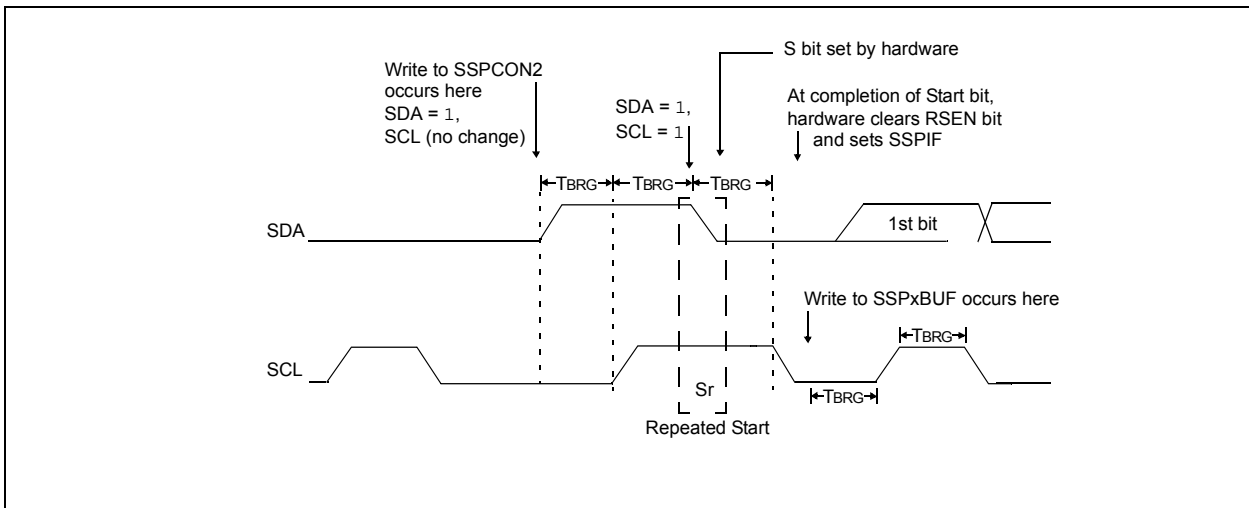 S bit set by hardware
Write to SSPCON2
occurs here
SDA = 1,
SCL (no change)
SDA = 1,
SCL = 1
At completion of Start bit,
hardware clears RSEN bit
and sets SSPIF
TBRG
TBRG
TBRG
SDA
1st bit
Write to SSPxBUF occurs here
TBRG
SCL
Sr
TBRG
Repeated Start